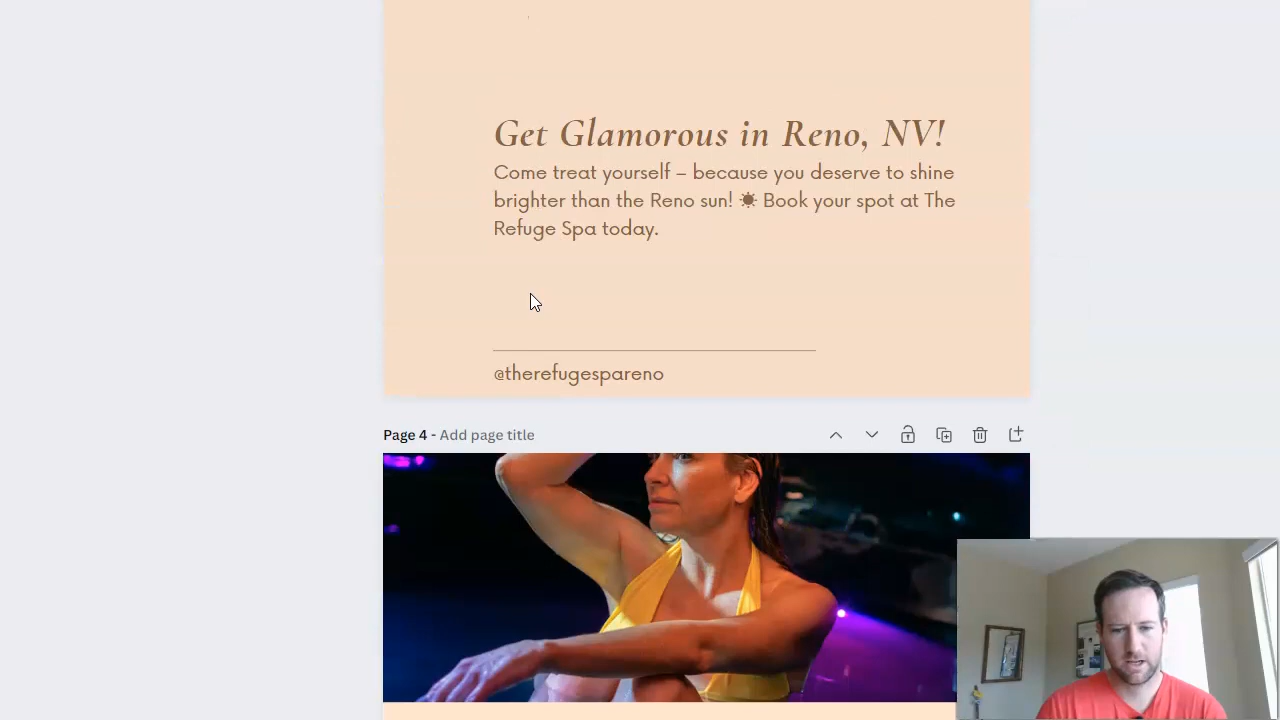 Get Glamorous in Reno, NV!
Come treat yourself – because you deserve to shine
brighter than the Reno sun! ☀ Book your spot at The
Refuge Spa today.
@therefugespareno
Page 4 - Add page title